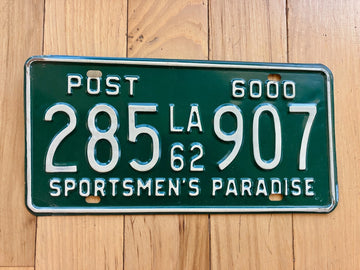 POST 6000
285 LA 62 907
SPORTSMEN'S PARADISE